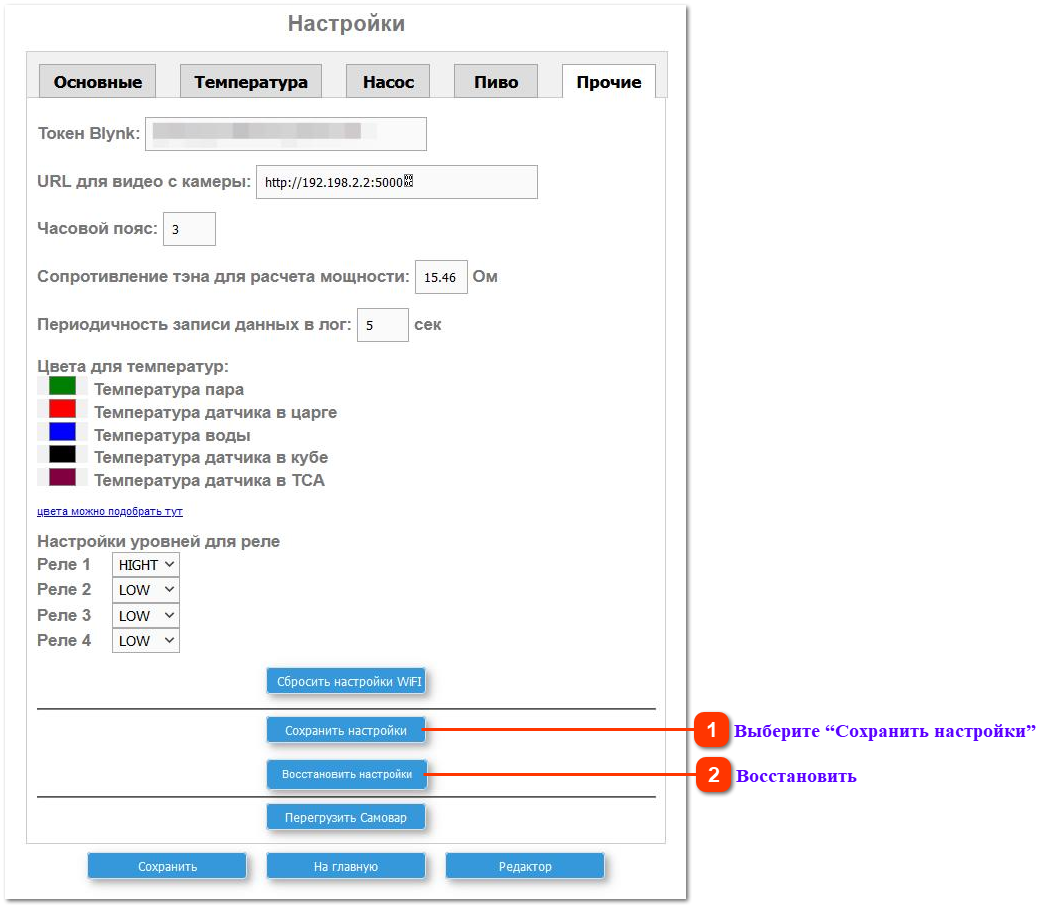 Настройки
Основные Температура Насос Пиво Прочие
Токен Blynk:
URL для видео с камеры: http://192.198.2.2:5000
Часовой пояс: 3
Сопротивление тэна для расчета мощности: 15.46 Ом
Периодичность записи данных в лог: 5 сек
Цвета для температур:
Температура пара
Температура датчика в царге
Температура воды
Температура датчика в кубе
Температура датчика в ТСА
цвета можно подобрать тут
Настройки уровней для реле
Реле 1 HIGHT
Реле 2 LOW
Реле 3 LOW
Реле 4 LOW
Сбросить настройки WiFI
Сохранить настройки 1 Выберите “Сохранить настройки”
Восстановить настройки 2 Восстановить
Перегрузить Самовар
Сохранить На главную Редактор